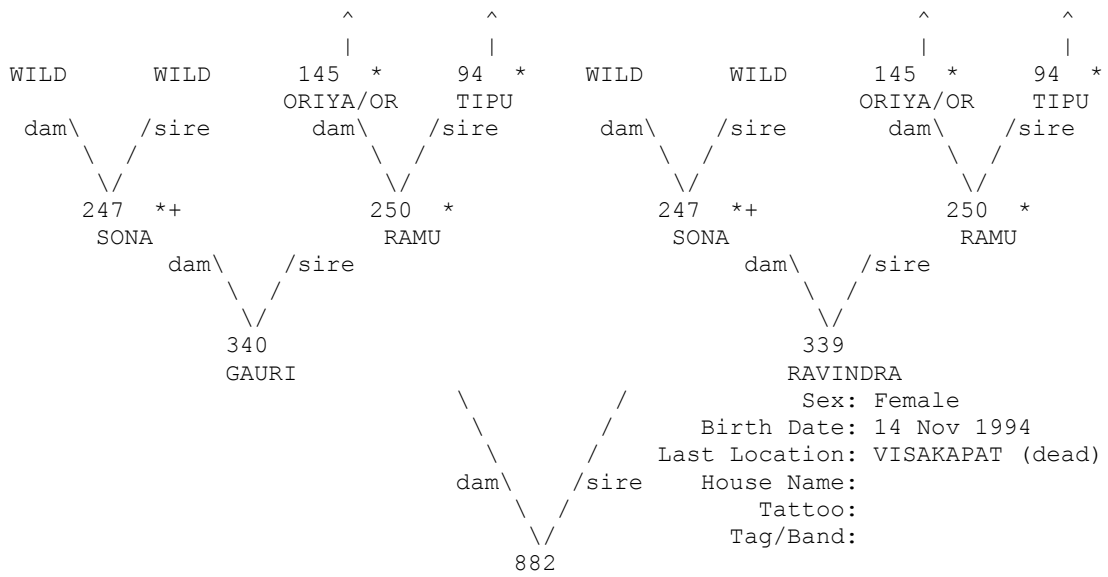 ^ ^ ^ ^
| | | |
WILD WILD 145 * 94 * WILD WILD 145 * 94 *
ORIYA/OR TIPU ORIYA/OR TIPU
dam\ /sire dam\ /sire dam\ /sire dam\ /sire
\ / \ / \ / \ /
\/ \/ \/ \/
247 *+ 250 * 247 *+ 250 *
SONA RAMU SONA RAMU
dam\ /sire dam\ /sire
\ / \ /
\/ \/
340 339
GAURI RAVINDRA
\ / Sex: Female
\ / Birth Date: 14 Nov 1994
\ / Last Location: VISAKAPAT (dead)
dam\ /sire House Name:
\ / Tattoo:
\/ Tag/Band:
882